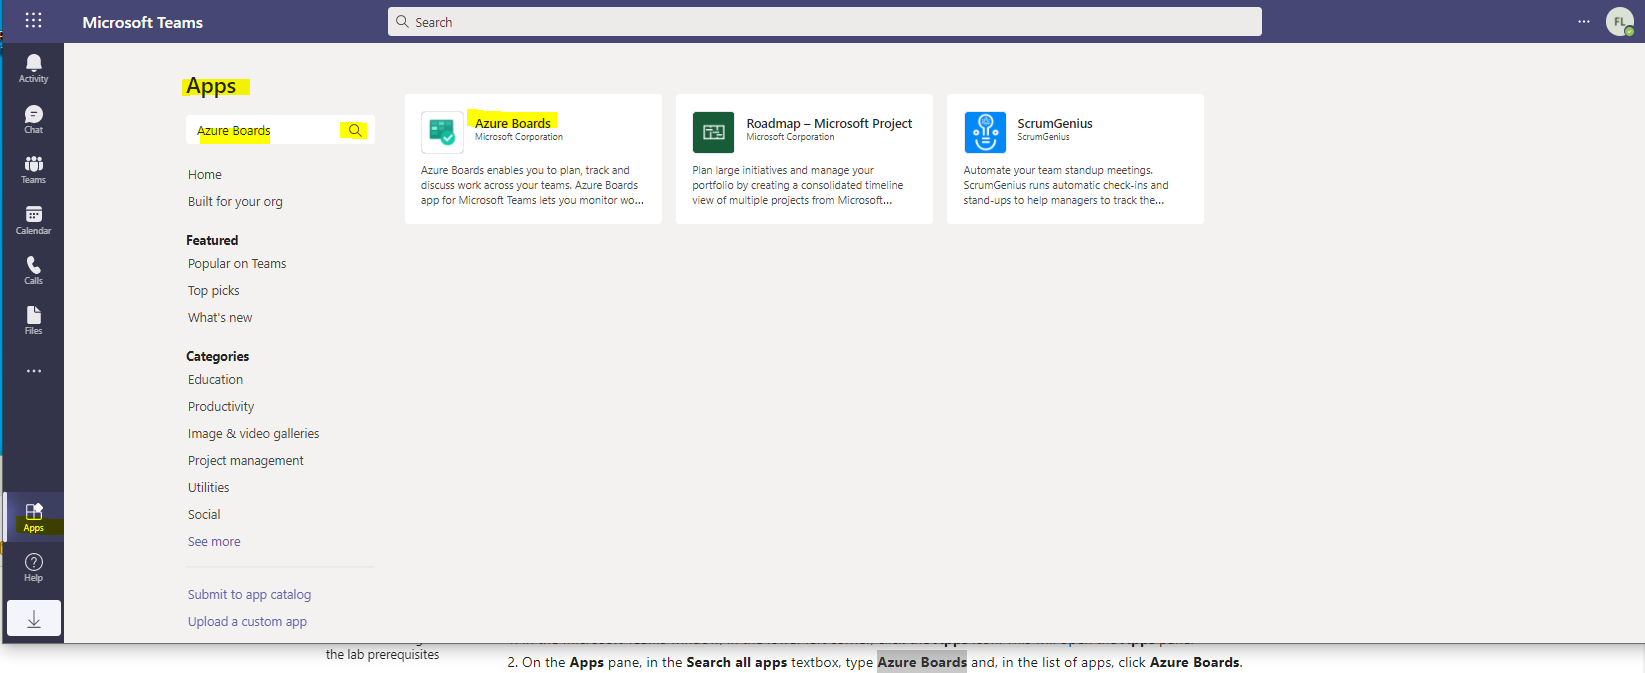 Microsoft Teams
Search
FL
Activity
Chat
Teams
Calendar
Calls
Files
Apps
Help
Apps
Azure Boards
Home
Built for your org
Featured
Popular on Teams
Top picks
What's new
Categories
Education
Productivity
Image & video galleries
Project management
Utilities
Social
See more
Submit to app catalog
Upload a custom app
Azure Boards
Microsoft Corporation
Azure Boards enables you to plan, track and
discuss work across your teams. Azure Boards
app for Microsoft Teams lets you monitor wo...
Roadmap – Microsoft Project
Microsoft Corporation
Plan large initiatives and manage your
portfolio by creating a consolidated timeline
view of multiple projects from Microsoft...
ScrumGenius
ScrumGenius
Automate your team standup meetings.
ScrumGenius runs automatic check-ins and
stand-ups to help managers to track the...
the lab prerequisites
2. On the Apps pane, in the Search all apps textbox, type Azure Boards and, in the list of apps, click Azure Boards.